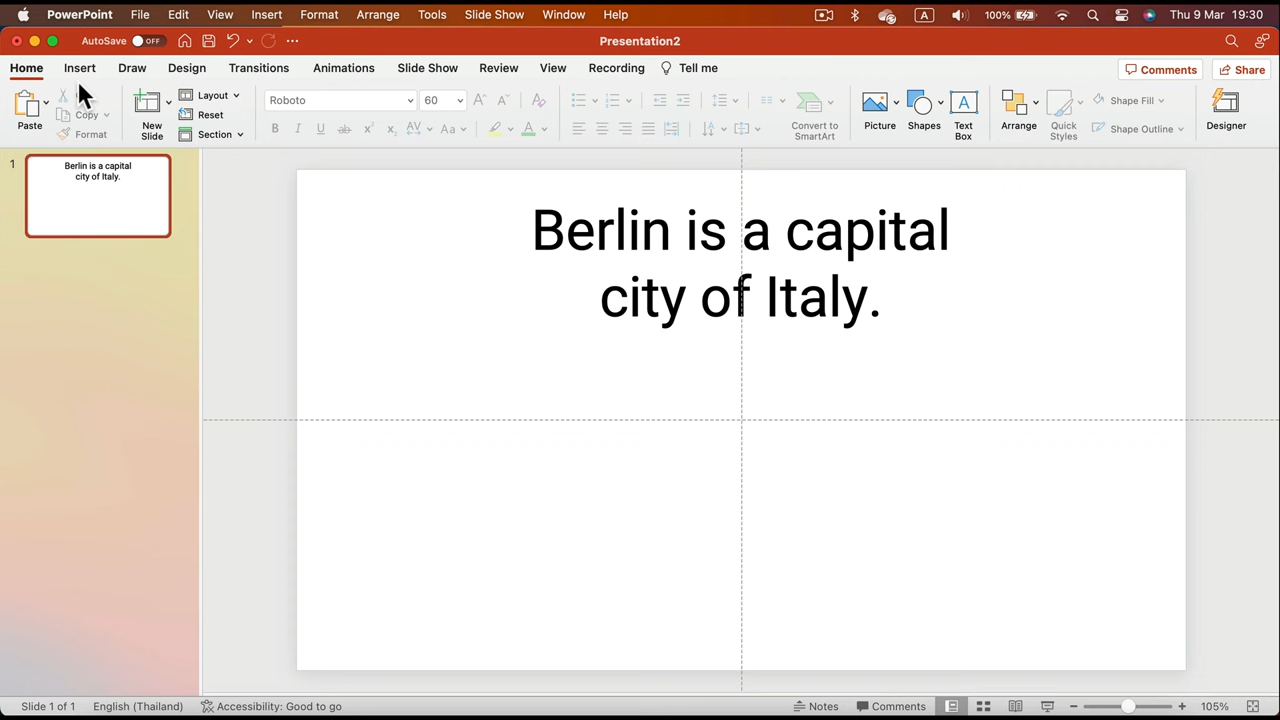 PowerPoint File Edit View Insert Format Arrange Tools Slide Show Window Help A 100% Thu 9 Mar 19:30
AutoSave OFF Presentation2
Home Insert Draw Design Transitions Animations Slide Show Review View Recording Tell me Comments Share
Paste
Copy
Format
New
Slide
Layout
Reset
Section
Roboto 60
B I U ab x x AV Aa A
Convert to
SmartArt
Picture
Shapes
Text
Box
Arrange
Quick
Styles
Shape Fill
Shape Outline
Designer
1
Berlin is a capital
city of Italy.
Berlin is a capital
city of Italy.
Slide 1 of 1 English (Thailand) Accessibility: Good to go Notes Comments 105%